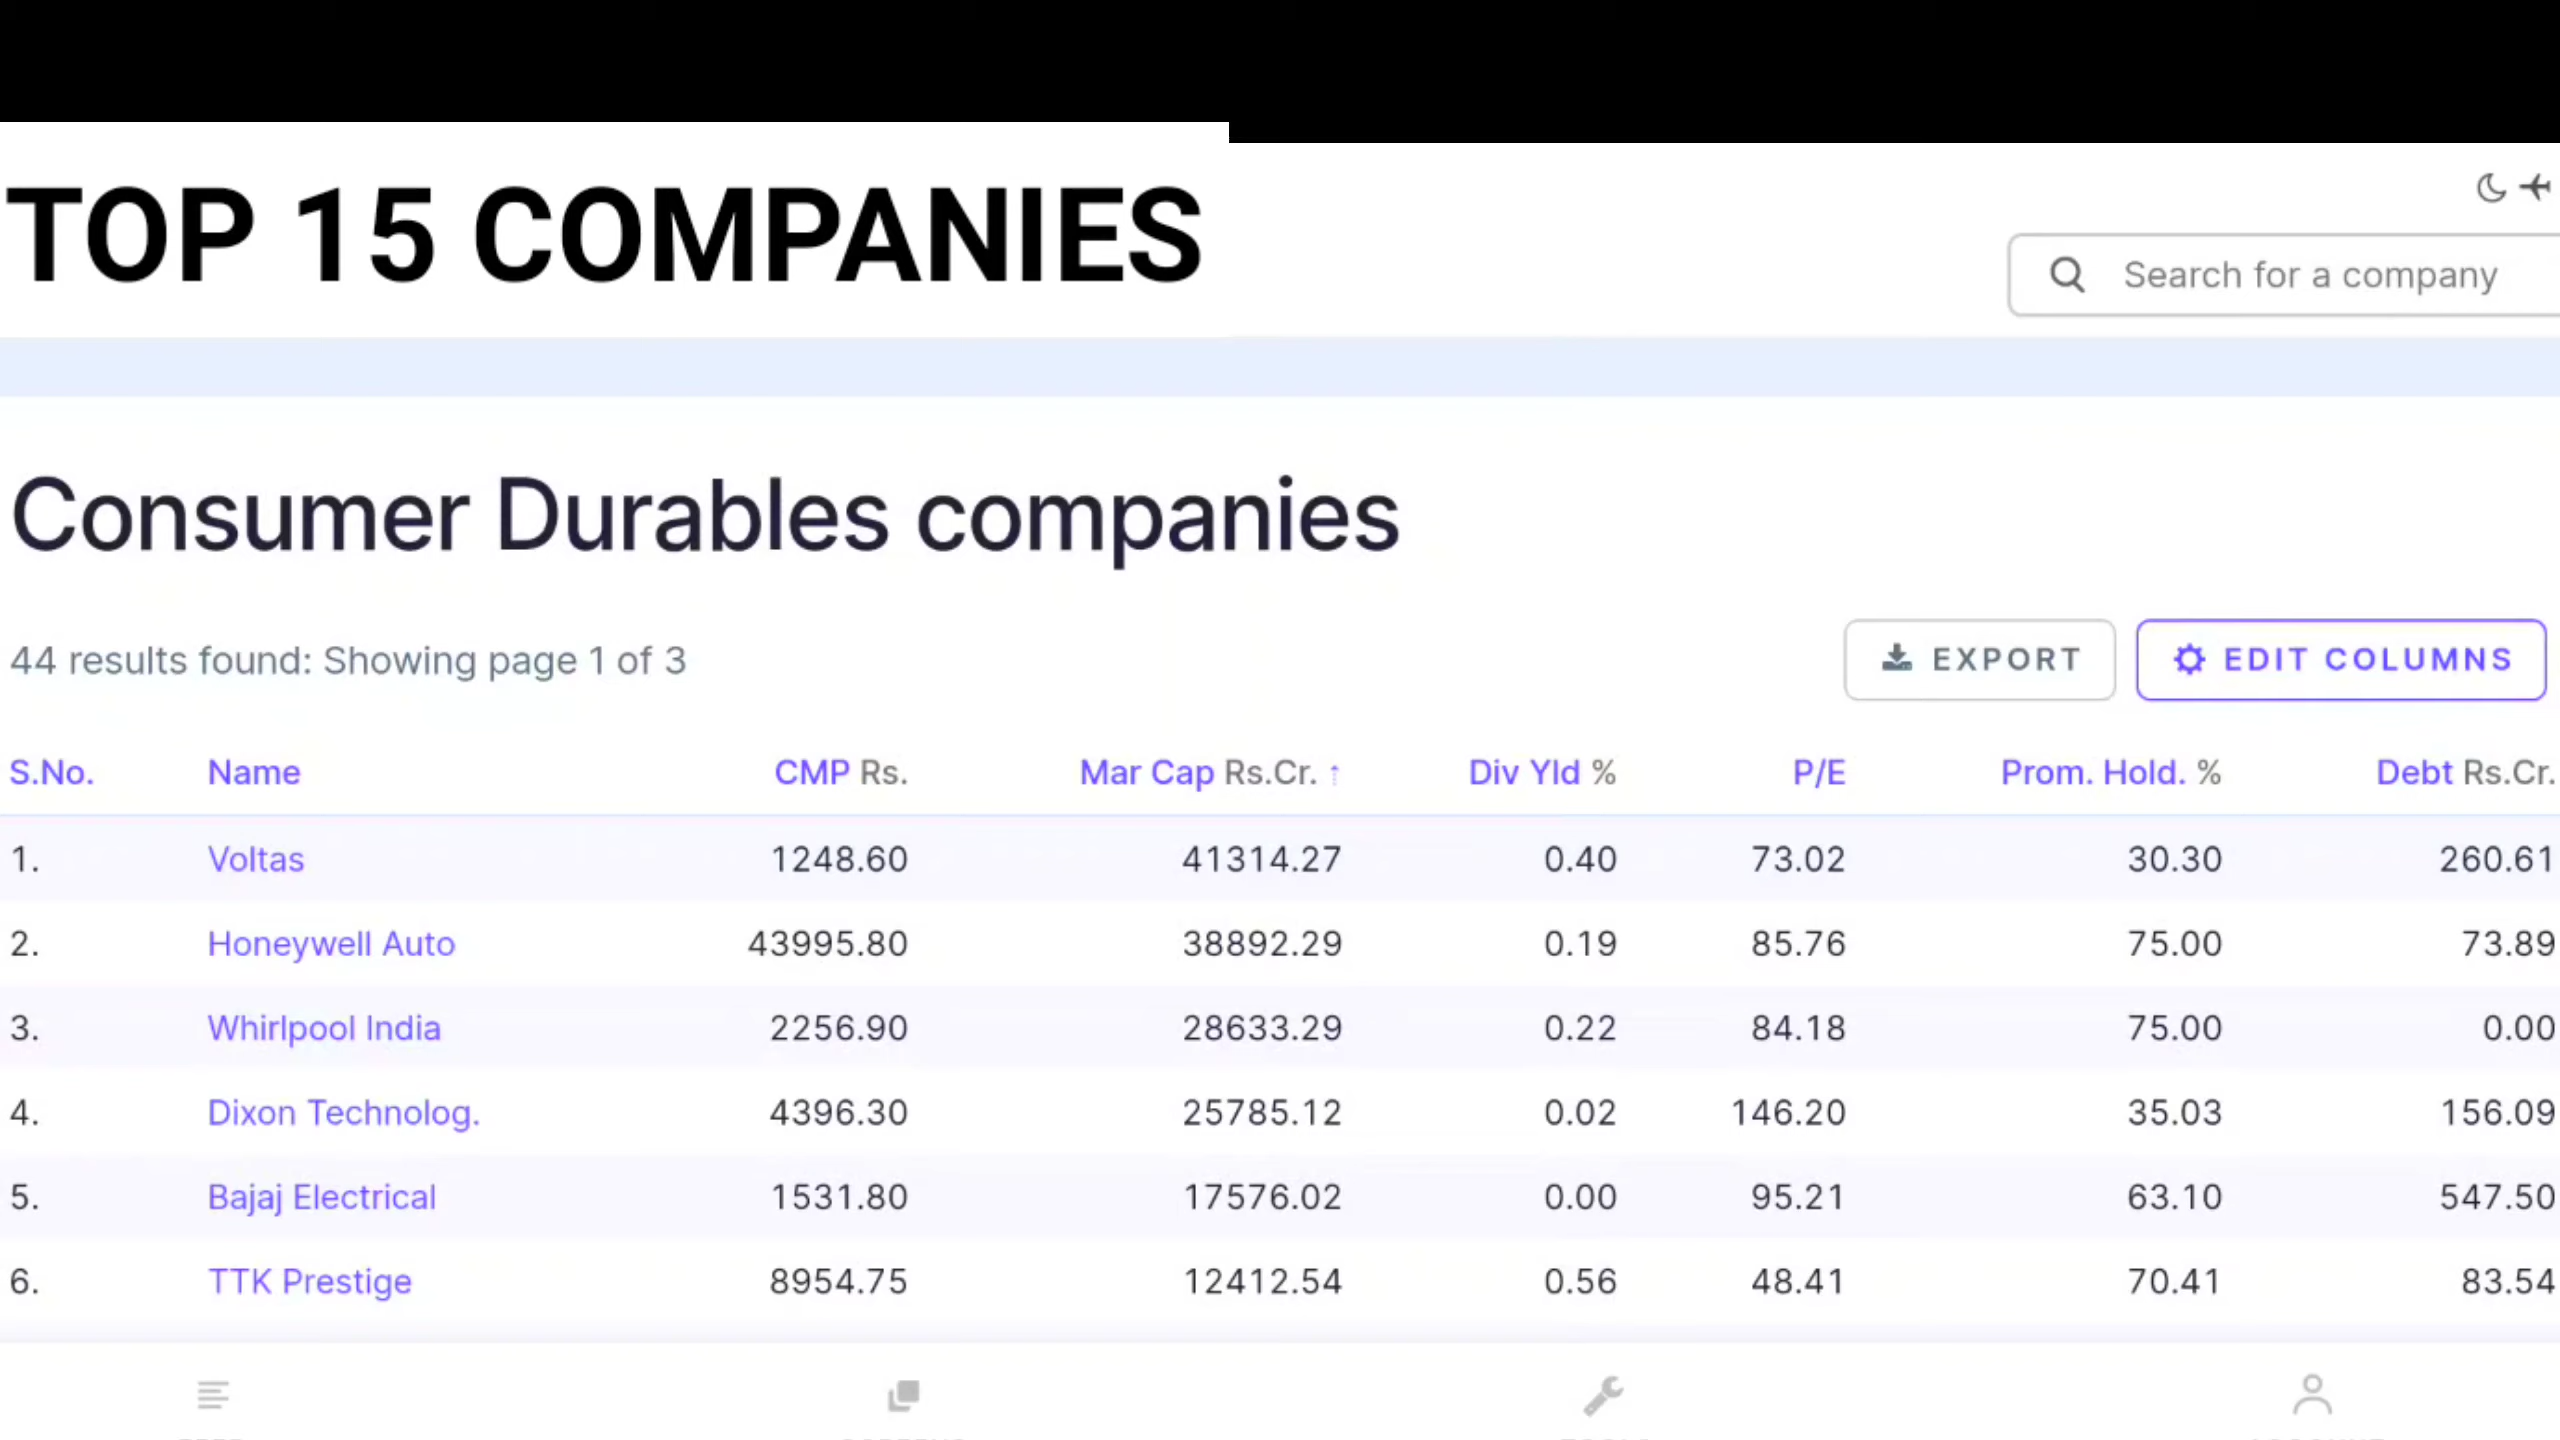 TOP 15 COMPANIES
Search for a company
Consumer Durables companies
44 results found: Showing page 1 of 3
EXPORT
EDIT COLUMNS
S.No. Name CMP Rs. Mar Cap Rs.Cr. ↑ Div Yld % P/E Prom. Hold. % Debt Rs.Cr.
1. Voltas 1248.60 41314.27 0.40 73.02 30.30 260.61
2. Honeywell Auto 43995.80 38892.29 0.19 85.76 75.00 73.89
3. Whirlpool India 2256.90 28633.29 0.22 84.18 75.00 0.00
4. Dixon Technolog. 4396.30 25785.12 0.02 146.20 35.03 156.09
5. Bajaj Electrical 1531.80 17576.02 0.00 95.21 63.10 547.50
6. TTK Prestige 8954.75 12412.54 0.56 48.41 70.41 83.54